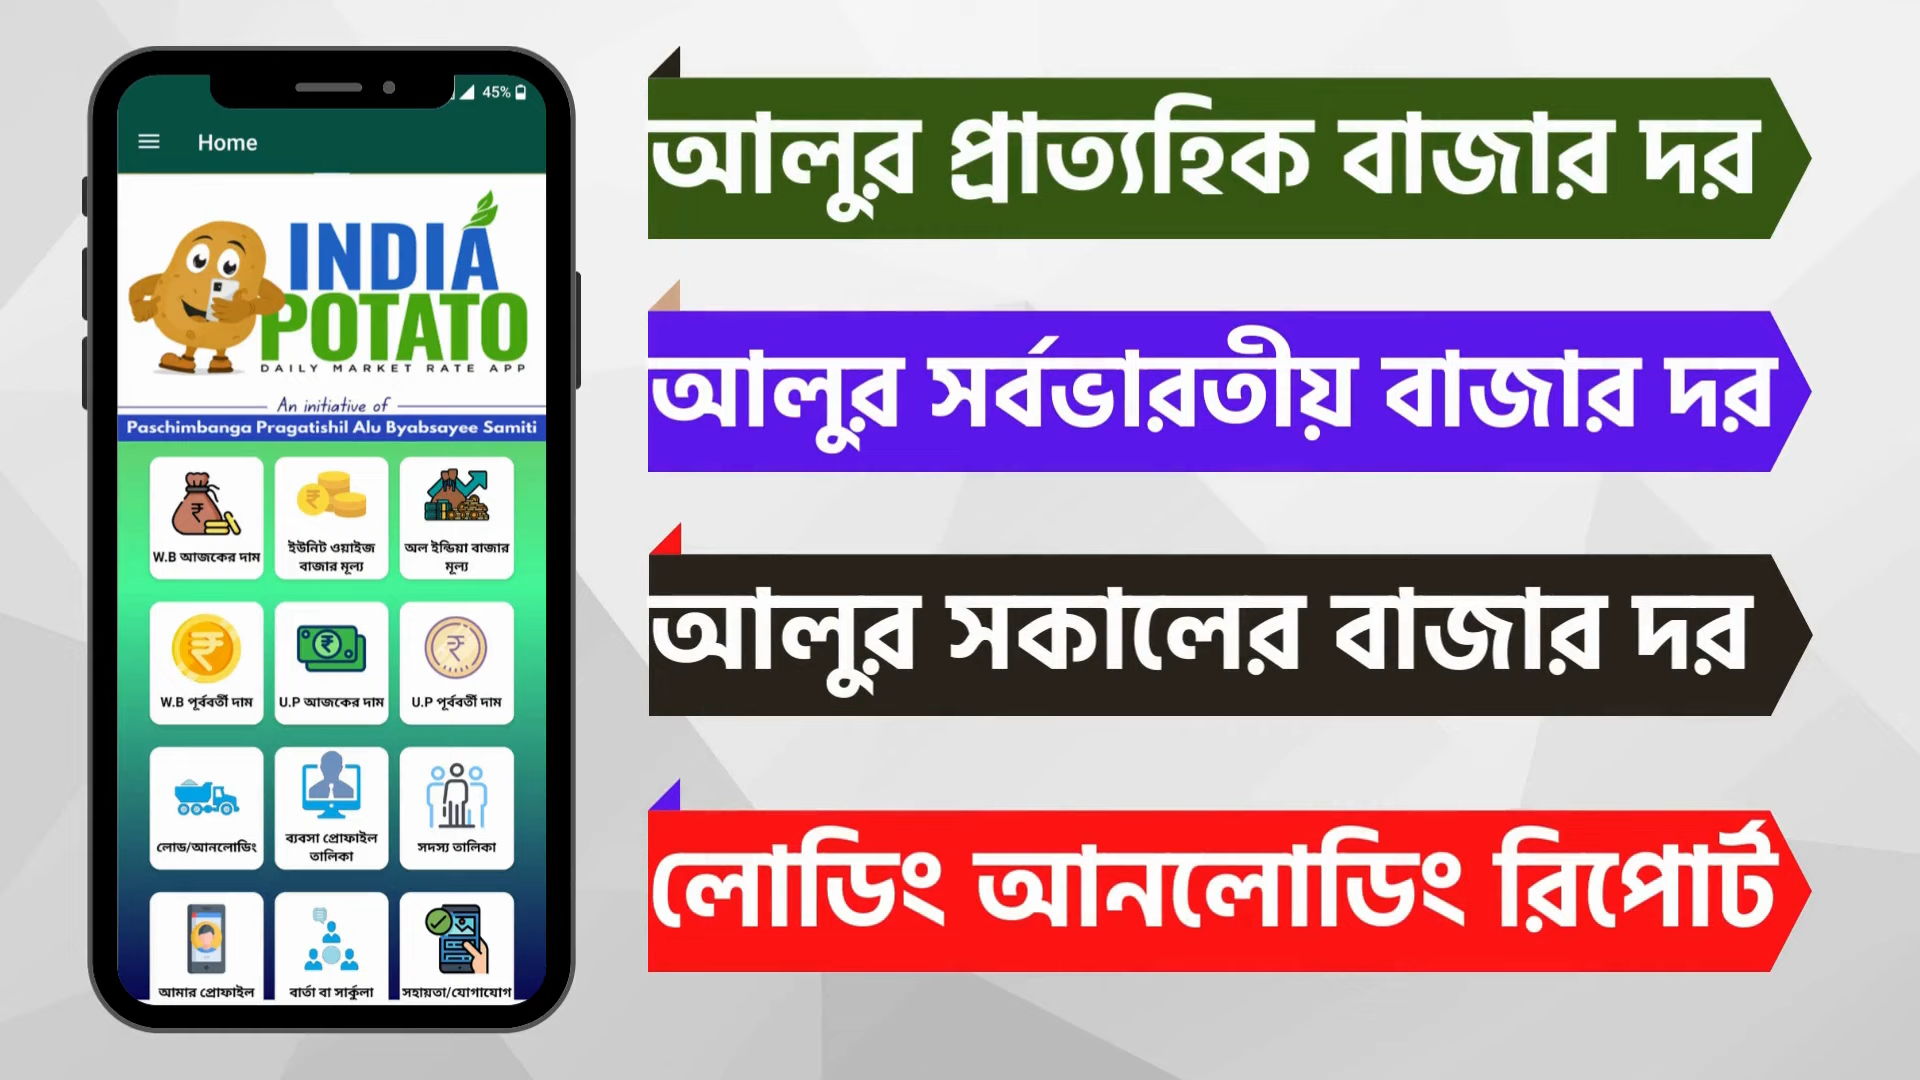 45%
Home
INDIA
POTATO
DAILY MARKET RATE APP
An initiative of
Paschimbanga Pragatishil Alu Byabsayee Samiti
W.B আজকের দাম
ইউনিট ওয়াইজ
বাজার মূল্য
অল ইন্ডিয়া বাজার
মূল্য
W.B পূর্ববর্তী দাম
U.P আজকের দাম
U.P পূর্ববর্তী দাম
লোড/আনলোডিং
ব্যবসা প্রোফাইল
তালিকা
সদস্য তালিকা
আমার প্রোফাইল
বার্তা বা সার্কুলা
সহায়তা/যোগাযোগ
আলুর প্রাত্যহিক বাজার দর
আলুর সর্বভারতীয় বাজার দর
আলুর সকালের বাজার দর
লোডিং আনলোডিং রিপোর্ট